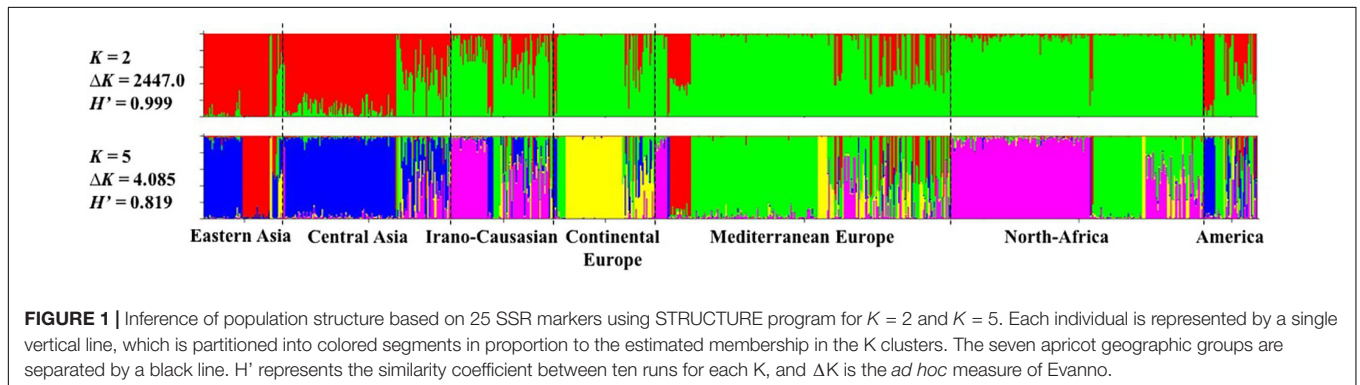 K = 2
ΔK = 2447.0
H' = 0.999
K = 5
ΔK = 4.085
H' = 0.819
Eastern Asia Central Asia Irano-Causasian Continental Europe Mediterranean Europe North-Africa America
FIGURE 1 | Inference of population structure based on 25 SSR markers using STRUCTURE program for K = 2 and K = 5. Each individual is represented by a single
vertical line, which is partitioned into colored segments in proportion to the estimated membership in the K clusters. The seven apricot geographic groups are
separated by a black line. H' represents the similarity coefficient between ten runs for each K, and ΔK is the ad hoc measure of Evanno.